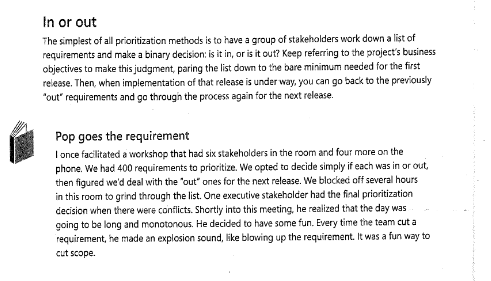 In or out
The simplest of all prioritization methods is to have a group of stakeholders work down a list of
requirements and make a binary decision: is it in, or is it out? Keep referring to the project's business
objectives to make this judgment, paring the list down to the bare minimum needed for the first
release. Then, when implementation of that release is under way, you can go back to the previously
"out" requirements and go through the process again for the next release.
Pop goes the requirement
I once facilitated a workshop that had six stakeholders in the room and four more on the
phone. We had 400 requirements to prioritize. We opted to decide simply if each was in or out,
then figured we'd deal with the "out" ones for the next release. We blocked off several hours
in this room to grind through the list. One executive stakeholder had the final prioritization
decision when there were conflicts. Shortly into this meeting, he realized that the day was
going to be long and monotonous. He decided to have some fun. Every time the team cut a
requirement, he made an explosion sound, like blowing up the requirement. It was a fun way to
cut scope.